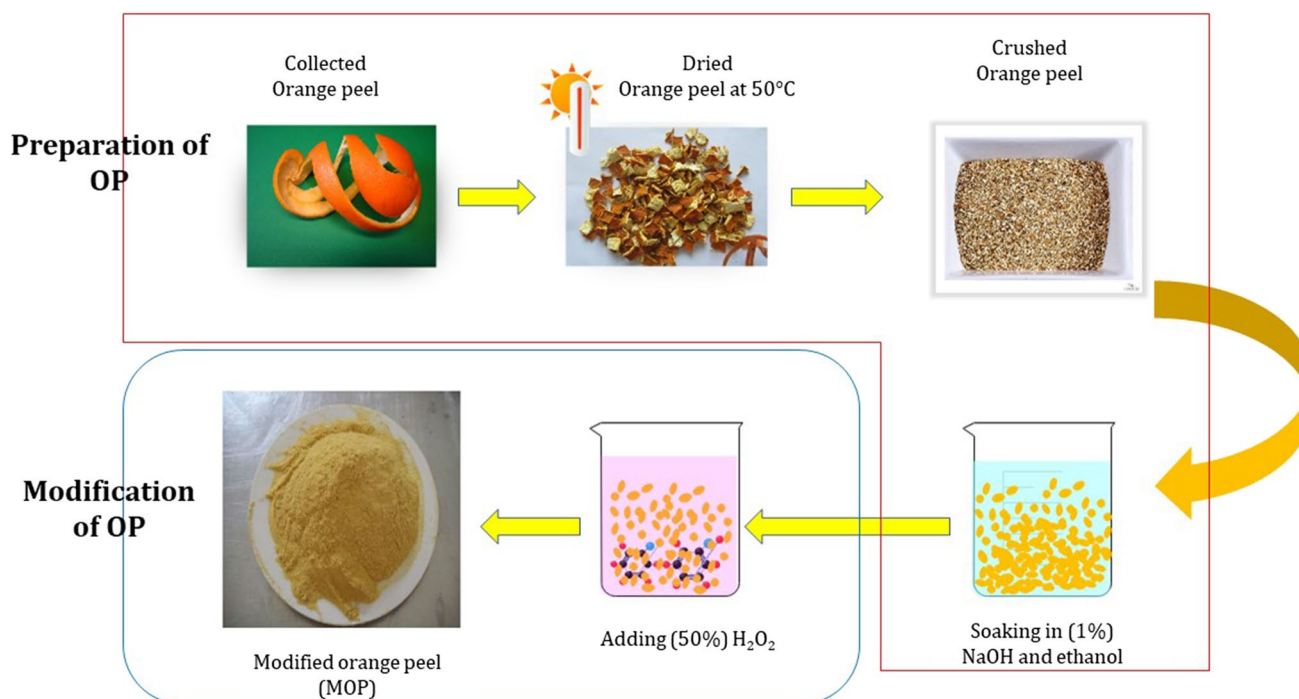 Collected
Orange peel
Dried
Orange peel at 50°C
Crushed
Orange peel
Preparation of
OP
Modification
of OP
Modified orange peel
(MOP)
Adding (50%) H₂O₂
Soaking in (1%)
NaOH and ethanol